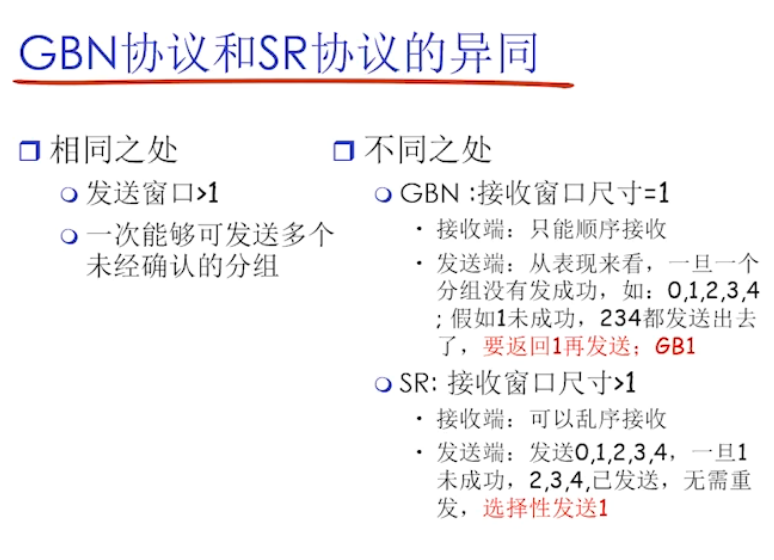 GBN协议和SR协议的异同
相同之处
发送窗口>1
一次能够可发送多个
未经确认的分组
不同之处
GBN :接收窗口尺寸=1
接收端：只能顺序接收
发送端：从表现来看，一旦一个
分组没有发成功，如：0,1,2,3,4
; 假如1未成功，234都发送出去
了，要返回1再发送；GB1
SR: 接收窗口尺寸>1
接收端：可以乱序接收
发送端：发送0,1,2,3,4，一旦1
未成功，2,3,4,已发送，无需重
发，选择性发送1